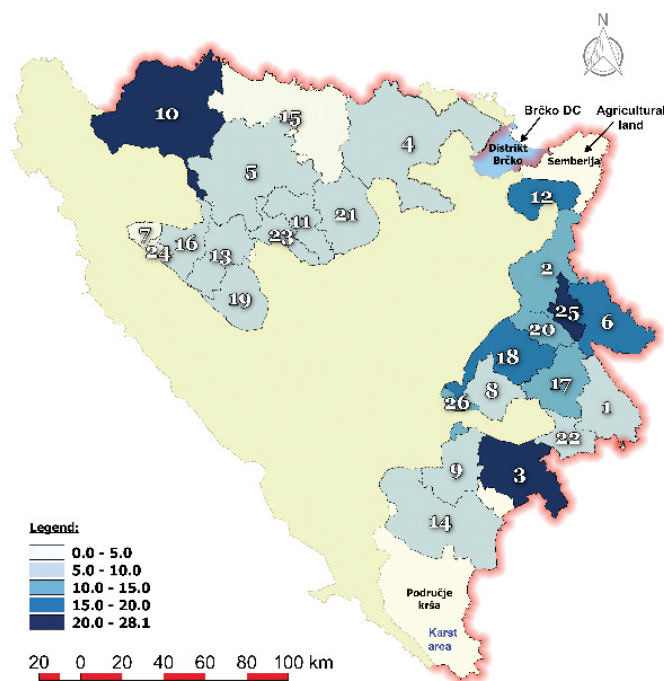 N
Brčko DC
Agricultural
land
10
15
4
Distrikt
Brčko
Semberija
5
12
11
21
7
16
23
24
13
2
19
25
6
20
18
17
26
8
1
22
9
3
14
Legend:
0.0 - 5.0
5.0 - 10.0
10.0 - 15.0
15.0 - 20.0
20.0 - 28.1
Područje
krša
Karst
area
20 0 20 40 60 80 100 km